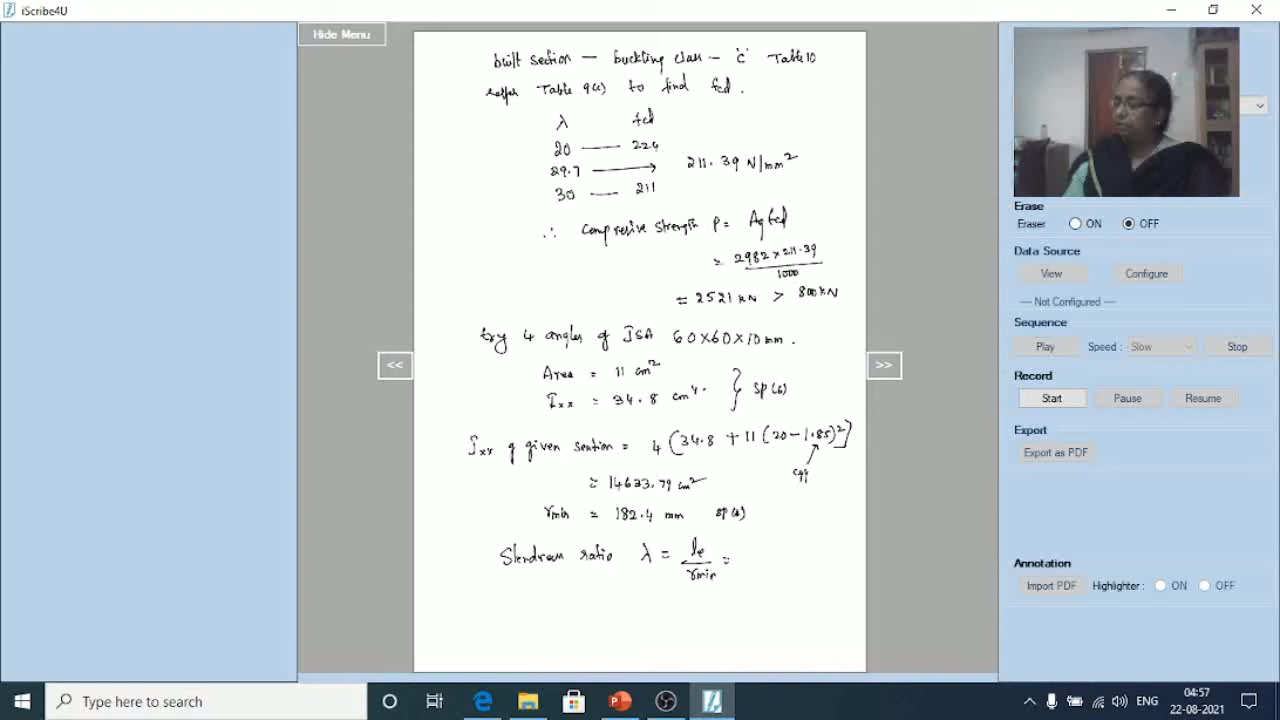 iScribe4U
Hide Menu
built section — buckling class — 'c' Table 10
refer Table 9(c) to find fcd.
λ fcd
20 —— 224
29.7 ——→ 211.39 N/mm²
30 —— 211
∴ Compressive Strength P = Ag fcd
= 2982 × 211.39 / 1000
= 2521 kN > 800 kN
try 4 angles of ISA 60×60×10 mm.
Area = 11 cm²
Ixx = 34.8 cm⁴. } SP(6)
Ixx of given section = 4 (34.8 + 11 (20 - 1.85)²]
Cyy
= 14633.79 cm²
rmin = 182.4 mm SP(6)
λ = le / rmin =
<<
>>
Erase
Eraser ON OFF
Data Source
View Configure
--- Not Configured ---
Sequence
Play Speed : Slow Stop
Record
Start Pause Resume
Export
Export as PDF
Annotation
Import PDF Highlighter : ON OFF
Type here to search
ENG
04:57
22-08-2021